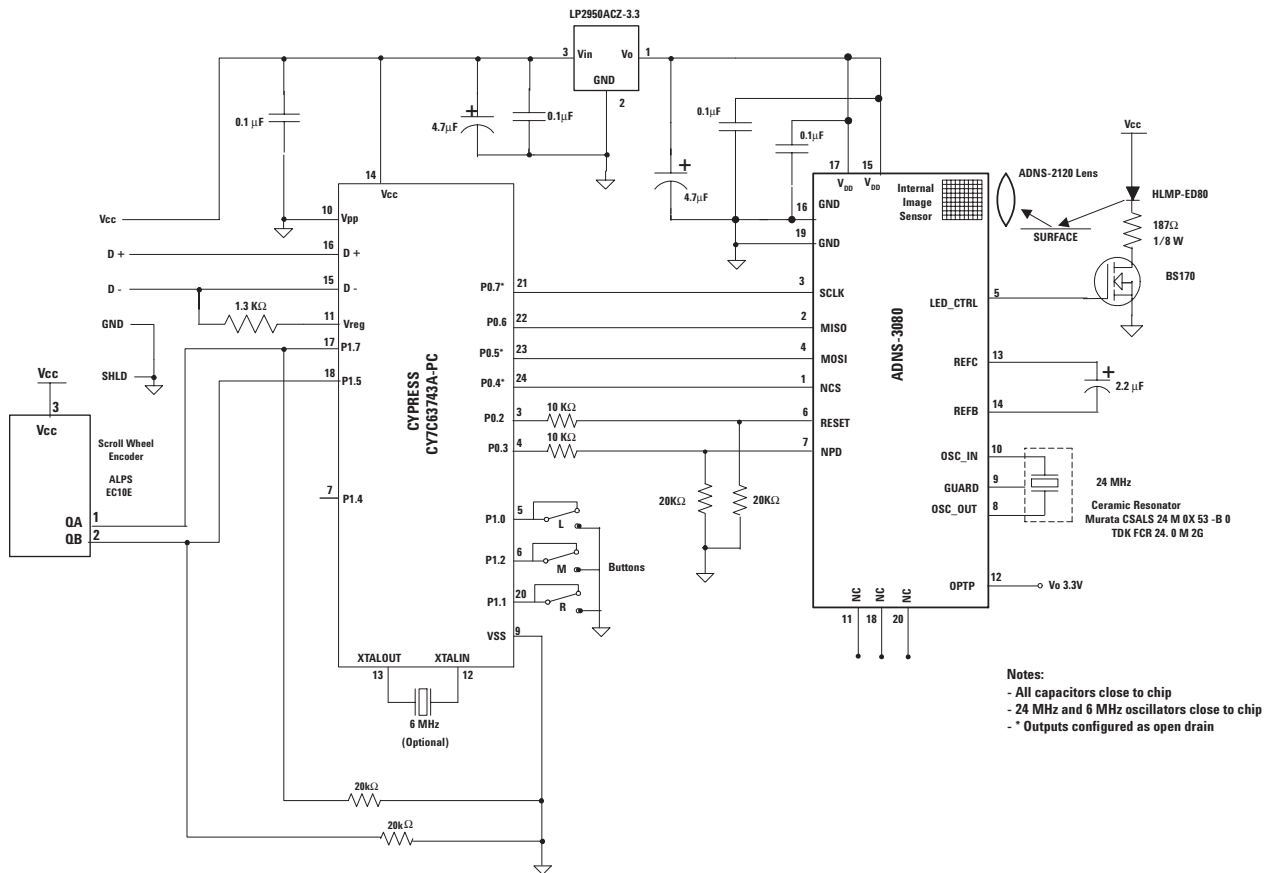 LP2950ACZ-3.3
3 Vin Vo 1
GND
2
0.1 µF
4.7µF
0.1µF
0.1µF
0.1µF
4.7µF
Vcc
D +
D -
1.3 KΩ
GND
SHLD
Vcc
3
Vcc
Scroll Wheel
Encoder
ALPS
EC10E
QA 1
QB 2
14
Vcc
10 Vpp
16 D +
15 D -
11 Vreg
17 P1.7
18 P1.5
7 P1.4
CYPRESS
CY7C63743A-PC
P0.7* 21
P0.6 22
P0.5* 23
P0.4* 24
P0.2 3
P0.3 4
P1.0 5
P1.2 6
P1.1 20
VSS 9
XTALOUT XTALIN
13 12
6 MHz
(Optional)
20kΩ
20kΩ
10 KΩ
10 KΩ
20KΩ
20KΩ
L
M
R
Buttons
17 15
VDD VDD
16 GND
19 GND
3 SCLK
2 MISO
4 MOSI
1 NCS
6 RESET
7 NPD
ADNS-3080
Internal
Image
Sensor
LED_CTRL 5
REFC 13
REFB 14
OSC_IN 10
GUARD 9
OSC_OUT 8
OPTP 12
Vo 3.3V
NC NC NC
11 18 20
ADNS-2120 Lens
SURFACE
Vcc
HLMP-ED80
187Ω
1/8 W
BS170
2.2 µF
24 MHz
Ceramic Resonator
Murata CSALS 24 M 0X 53 -B 0
TDK FCR 24. 0 M 2G
Notes:
- All capacitors close to chip
- 24 MHz and 6 MHz oscillators close to chip
- * Outputs configured as open drain